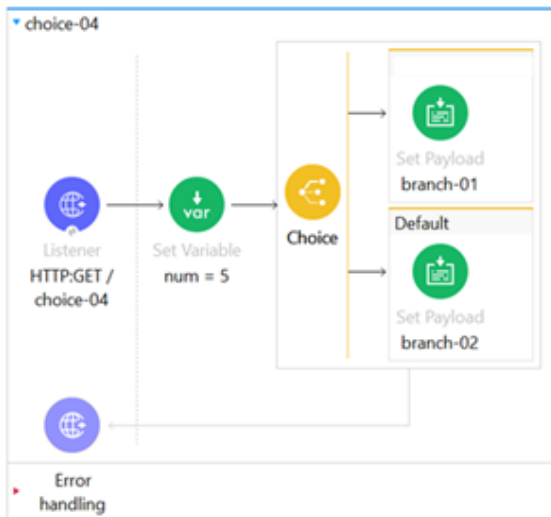 choice-04
Listener
HTTP:GET /
choice-04
var
Set Variable
num = 5
Choice
Set Payload
branch-01
Default
Set Payload
branch-02
Error
handling